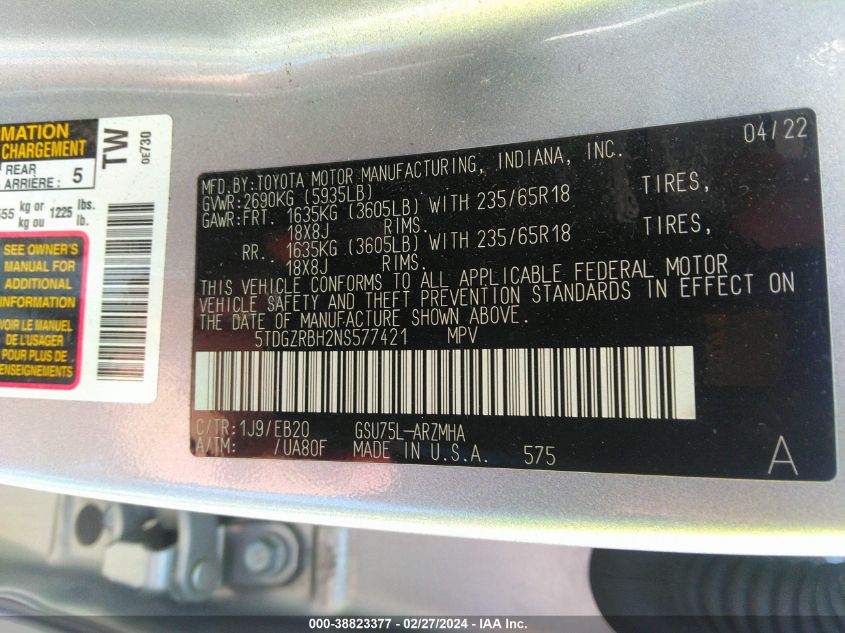 MATION
CHARGEMENT
REAR
ARRIÈRE: 5
TW
0E730
555 kg or 1225 lbs.
kg ou lb.
SEE OWNER'S
MANUAL FOR
ADDITIONAL
INFORMATION
VOIR LE MANUEL
DE L'USAGER
POUR PLUS DE
RENSEIGNEMENTS
04/22
MFD.BY:TOYOTA MOTOR MANUFACTURING, INDIANA, INC.
GVWR:2690KG (5935LB)
GAWR:FRT. 1635KG (3605LB) WITH 235/65R18 TIRES,
18X8J RIMS.
RR. 1635KG (3605LB) WITH 235/65R18 TIRES,
18X8J RIMS.
THIS VEHICLE CONFORMS TO ALL APPLICABLE FEDERAL MOTOR
VEHICLE SAFETY AND THEFT PREVENTION STANDARDS IN EFFECT ON
THE DATE OF MANUFACTURE SHOWN ABOVE.
5TDGZRBH2NS577421 MPV
C/TR:1J9/EB20 GSU75L-ARZMHA
A/TM: /UA80F MADE IN U.S.A. 575
A
000-38823377 - 02/27/2024 - IAA Inc.